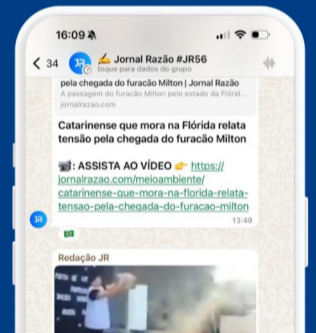 16:09
34
JR
✍️ Jornal Razão #JR56
toque para dados do grupo
pela chegada do furacão Milton | Jornal Razão
A passagem do furacão Milton pelo estado da Flórid...
jornalrazao.com
Catarinense que mora na Flórida relata
tensão pela chegada do furacão Milton
📹: ASSISTA AO VÍDEO 👉 https://
jornalrazao.com/meioambiente/
catarinense-que-mora-na-florida-relata-
tensao-pela-chegada-do-furacao-milton
13:49
JR
Redação JR